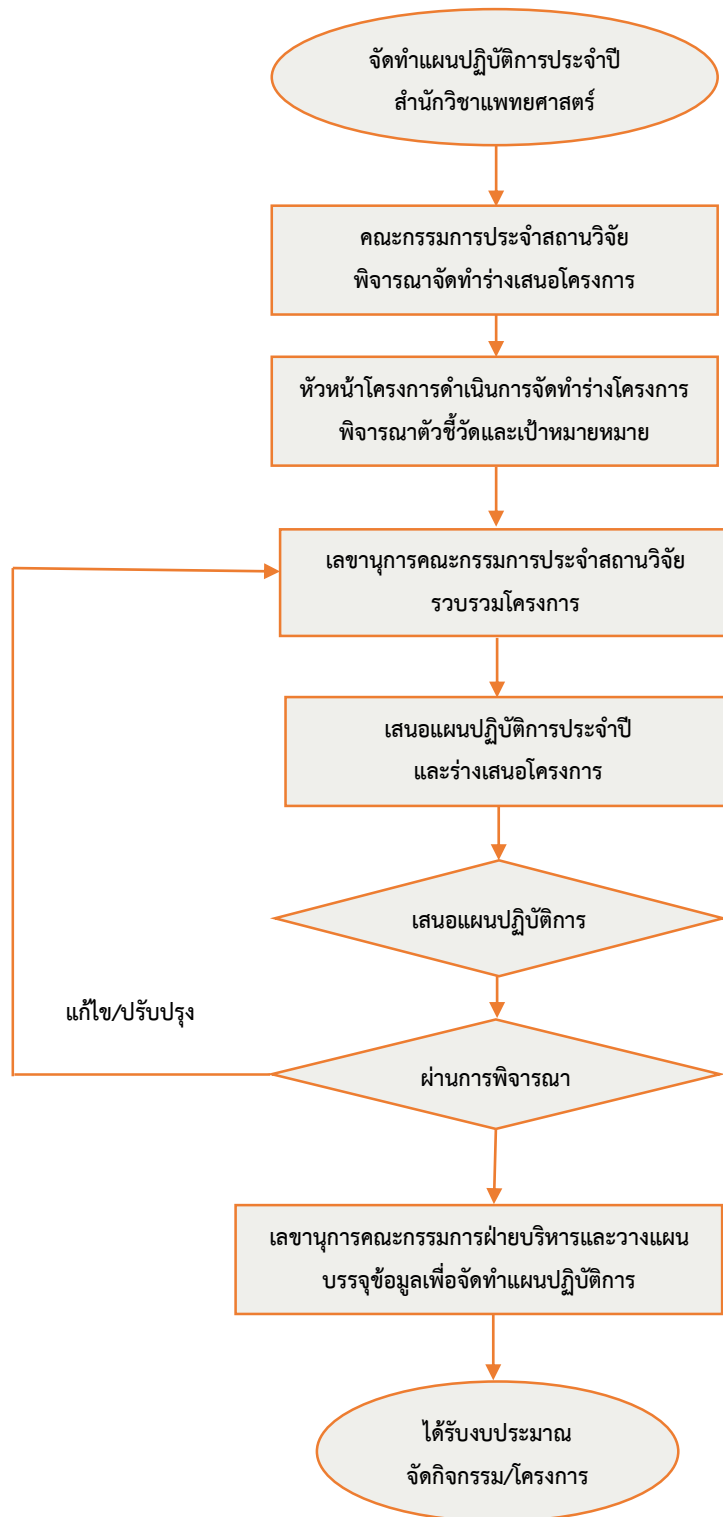 จัดทำแผนปฏิบัติการประจำปี
สำนักวิชาแพทยศาสตร์
คณะกรรมการประจำสถานวิจัย
พิจารณาจัดทำร่างเสนอโครงการ
หัวหน้าโครงการดำเนินการจัดทำร่างโครงการ
พิจารณาตัวชี้วัดและเป้าหมายหมาย
เลขานุการคณะกรรมการประจำสถานวิจัย
รวบรวมโครงการ
เสนอแผนปฏิบัติการประจำปี
และร่างเสนอโครงการ
เสนอแผนปฏิบัติการ
แก้ไข/ปรับปรุง
ผ่านการพิจารณา
เลขานุการคณะกรรมการฝ่ายบริหารและวางแผน
บรรจุข้อมูลเพื่อจัดทำแผนปฏิบัติการ
ได้รับงบประมาณ
จัดกิจกรรม/โครงการ